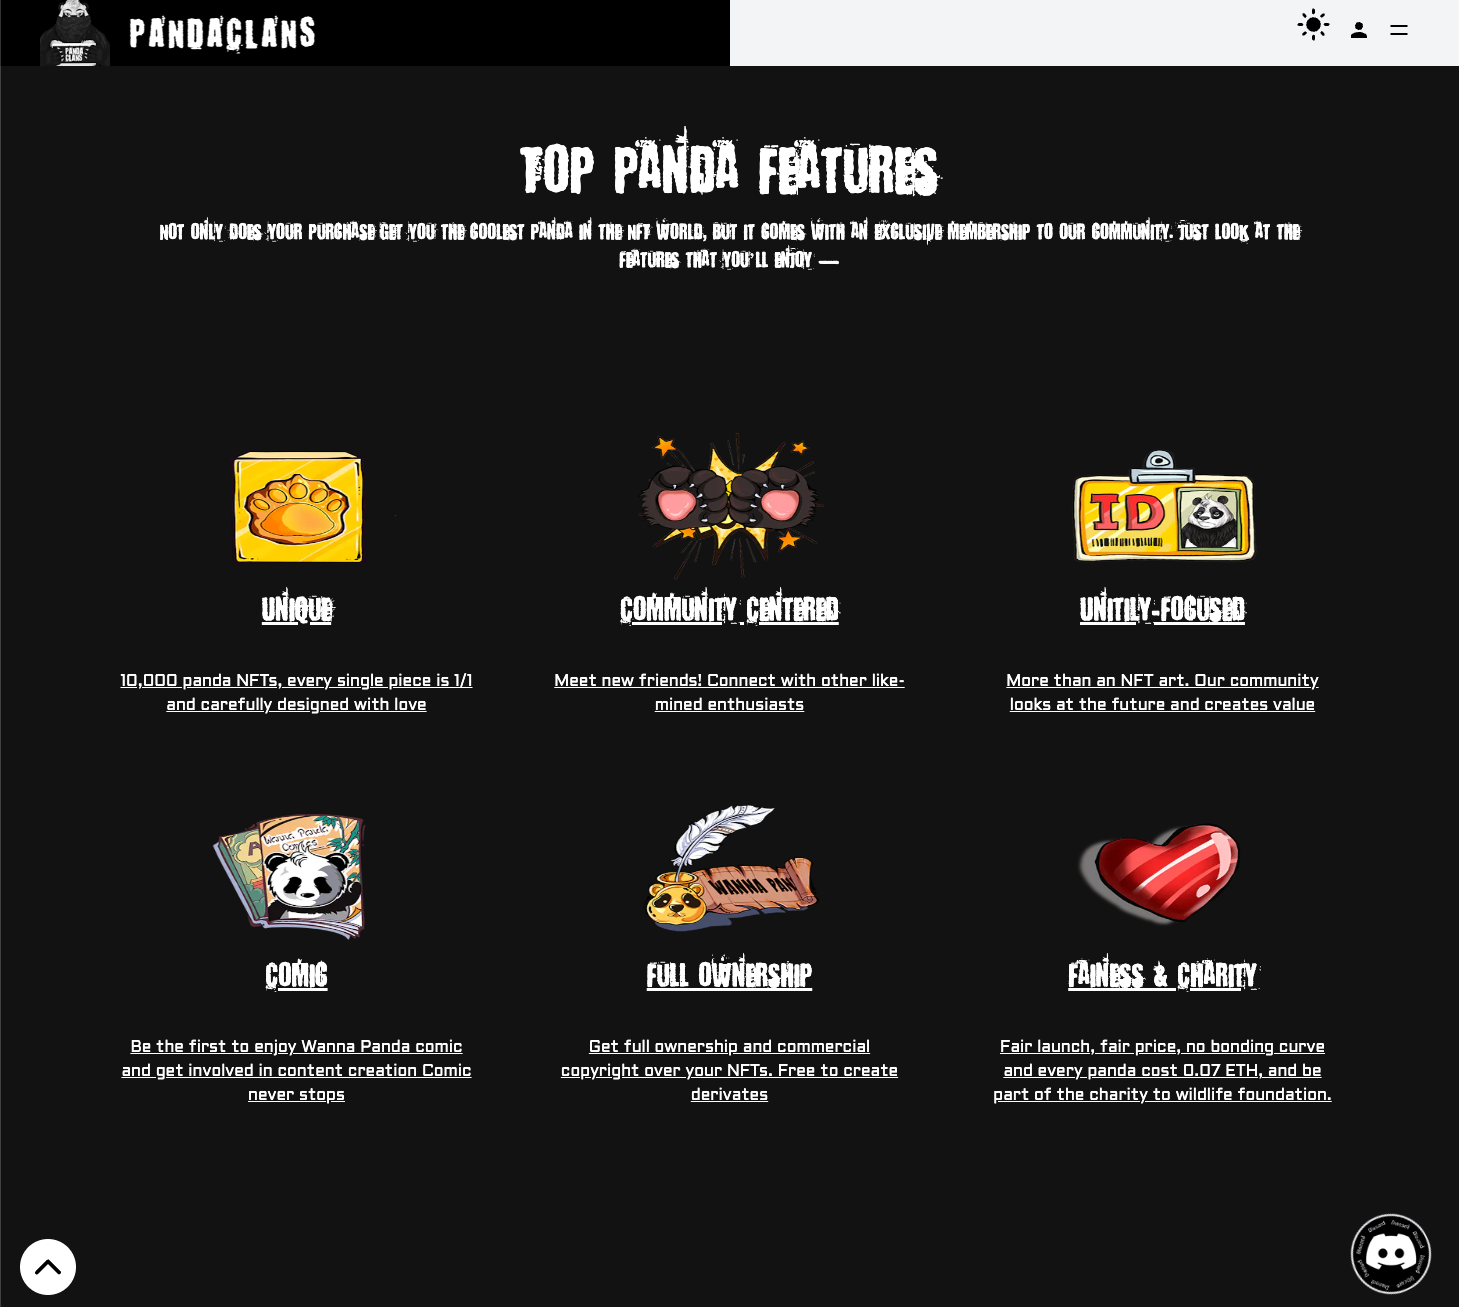 PANDA
CLANS
PANDACLANS
TOP PANDA FEATURES
NOT ONLY DOES YOUR PURCHASE GET YOU THE COOLEST PANDA IN THE NFT WORLD, BUT IT COMES WITH AN EXCLUSIVE MEMBERSHIP TO OUR COMMUNITY. JUST LOOK AT THE
FEATURES THAT YOU'LL ENJOY —
ID
UNIQUE
COMMUNITY CENTERED
UNITILY-FOCUSED
10,000 panda NFTs, every single piece is 1/1
and carefully designed with love
Meet new friends! Connect with other like-
mined enthusiasts
More than an NFT art. Our community
looks at the future and creates value
WANNA PAN
COMIC
FULL OWNERSHIP
FAINESS & CHARITY
Be the first to enjoy Wanna Panda comic
and get involved in content creation Comic
never stops
Get full ownership and commercial
copyright over your NFTs. Free to create
derivates
Fair launch, fair price, no bonding curve
and every panda cost 0.07 ETH, and be
part of the charity to wildlife foundation.